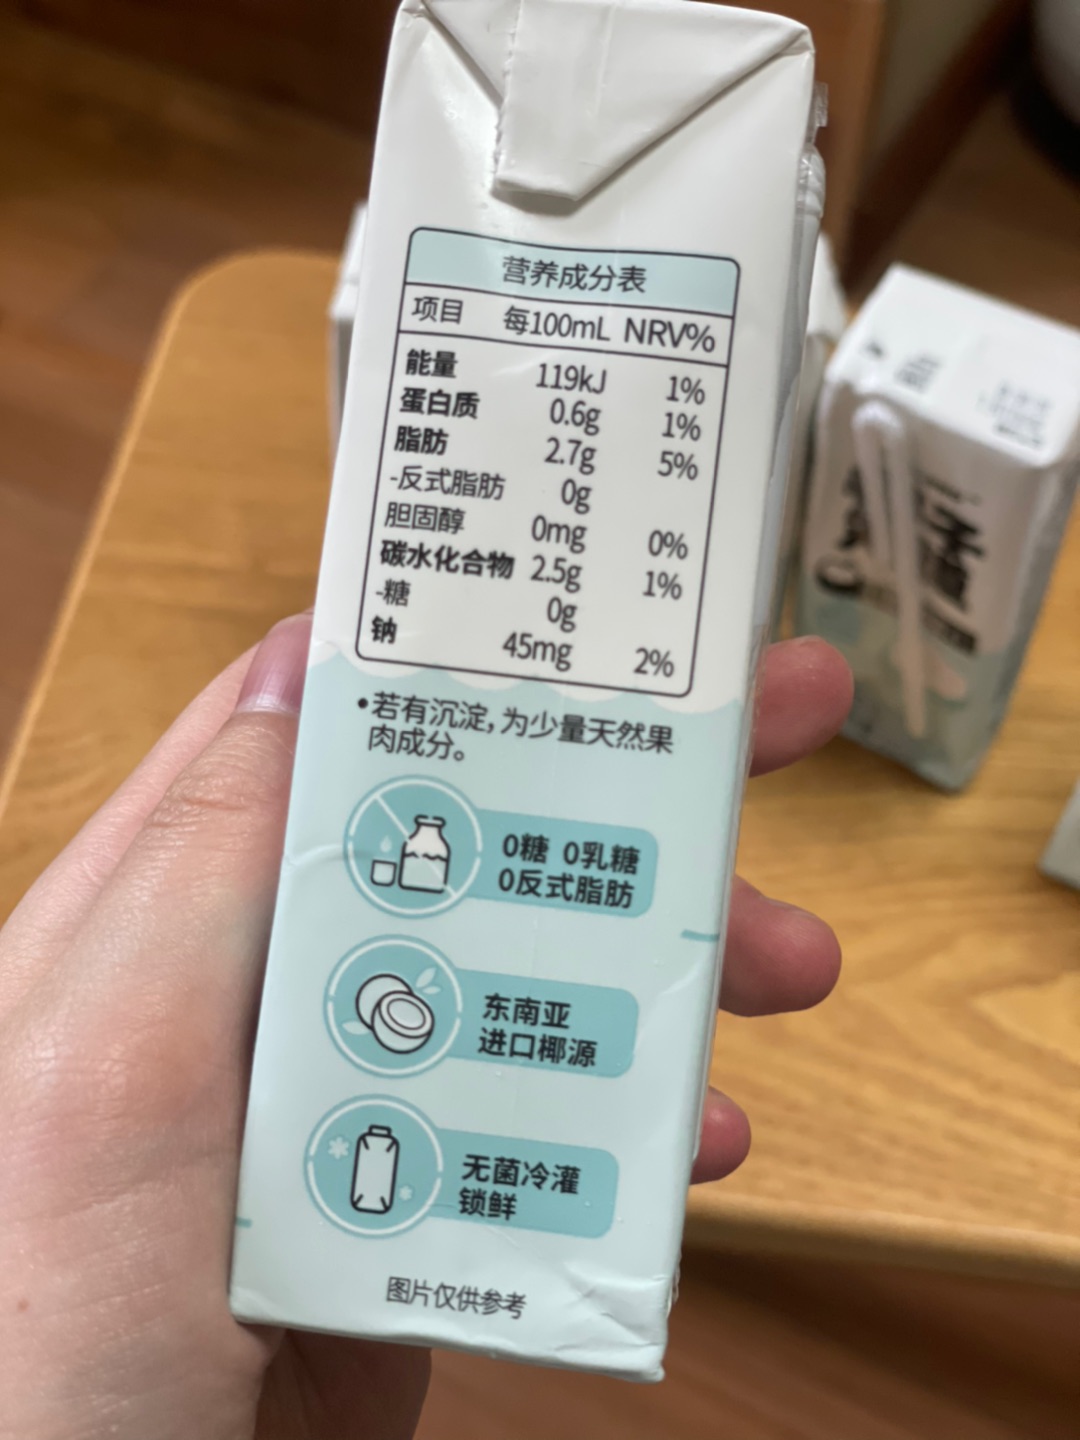 营养成分表
项目 每100mL NRV%
能量 119kJ 1%
蛋白质 0.6g 1%
脂肪 2.7g 5%
-反式脂肪 0g
胆固醇 0mg 0%
碳水化合物 2.5g 1%
-糖 0g
钠 45mg 2%
•若有沉淀，为少量天然果
肉成分。
0糖 0乳糖
0反式脂肪
东南亚
进口椰源
无菌冷灌
锁鲜
图片仅供参考